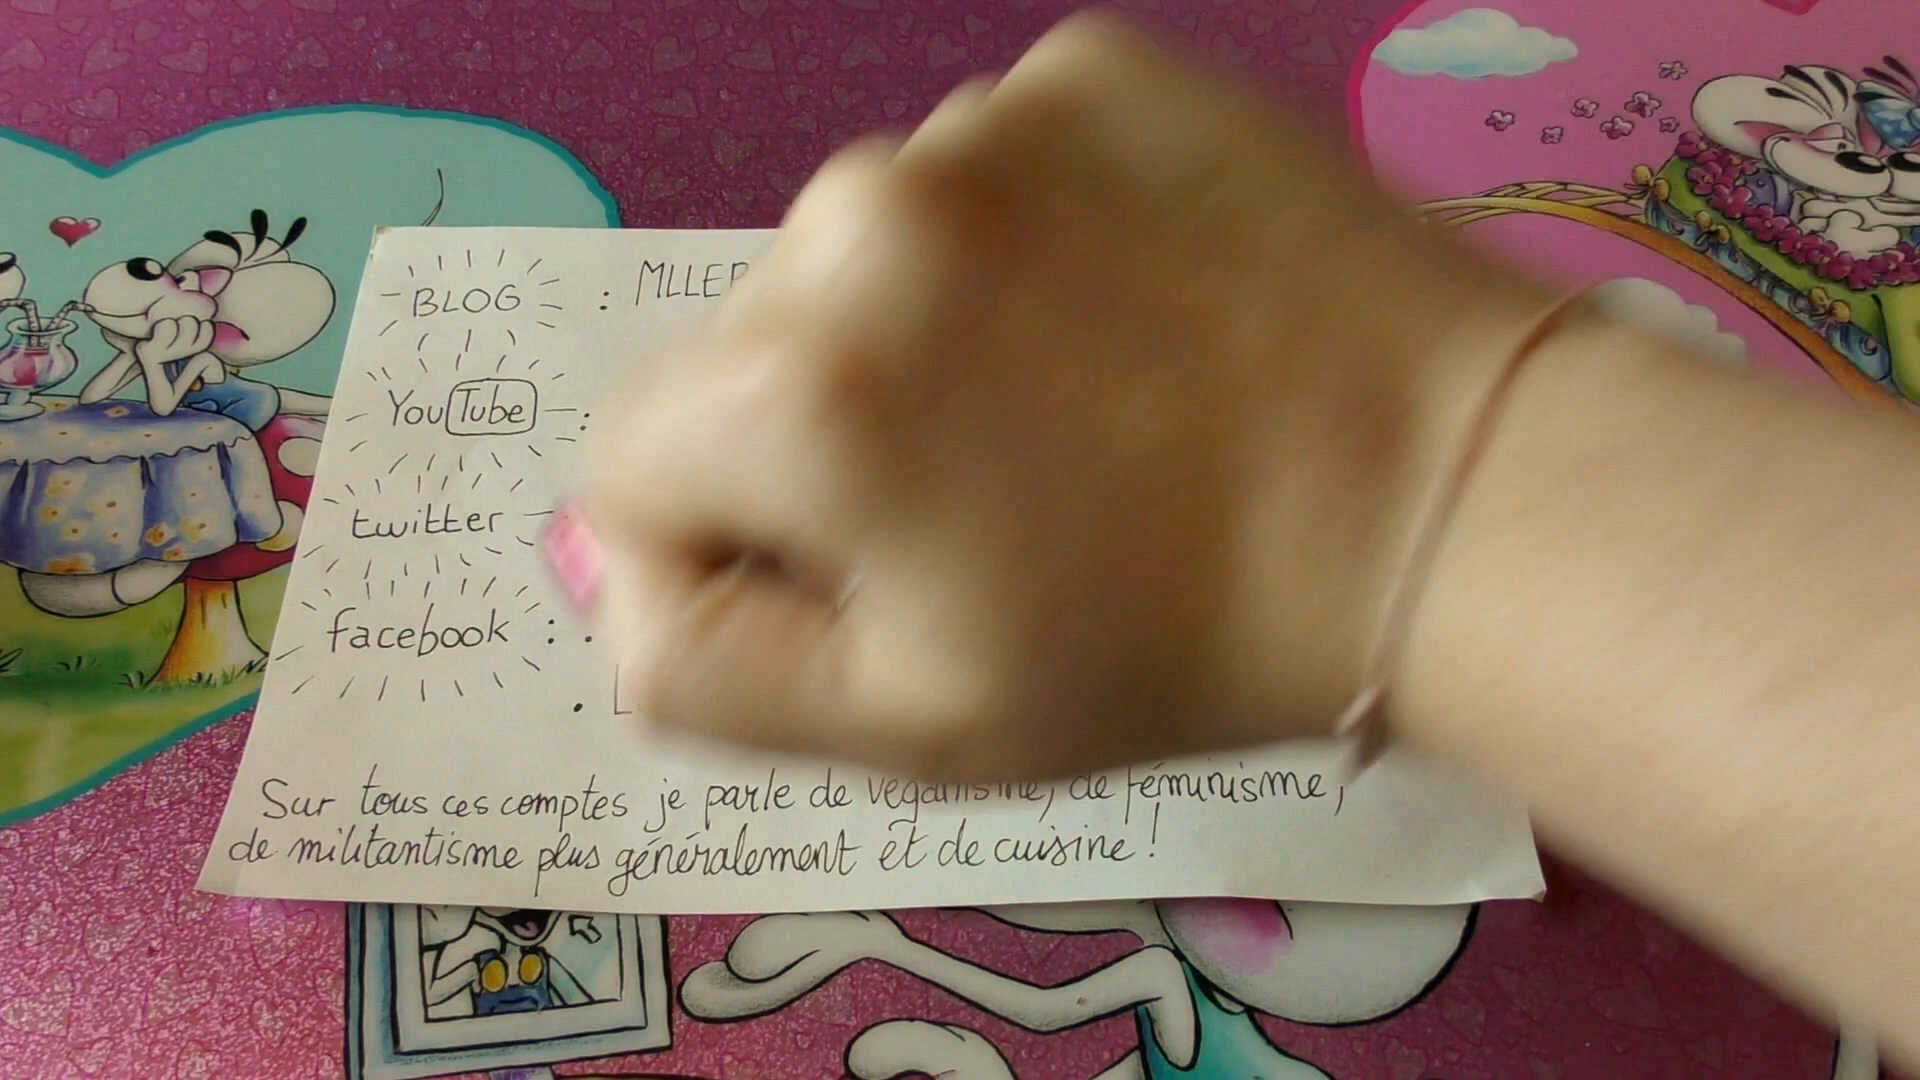 BLOG : MLLE
YouTube :
twitter
facebook : .
. L
Sur tous ces comptes je parle de véganisme, de féminisme,
de militantisme plus généralement et de cuisine !